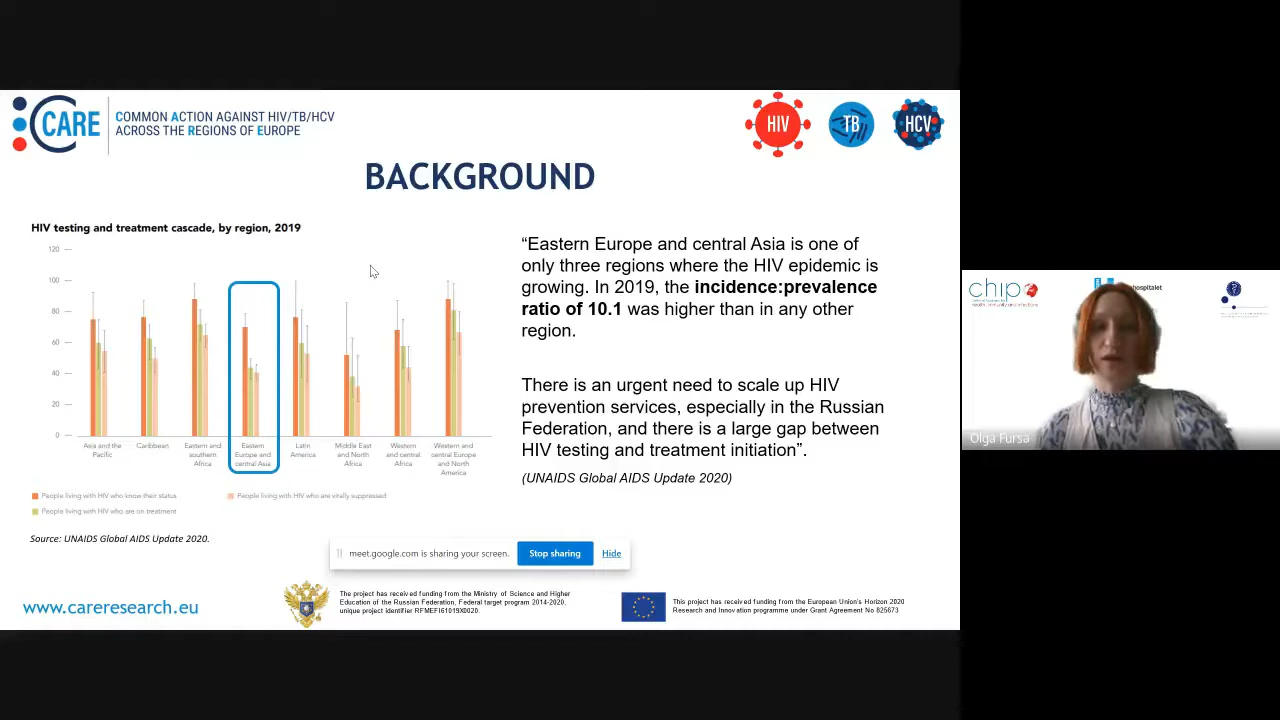 CARE
COMMON ACTION AGAINST HIV/TB/HCV
ACROSS THE REGIONS OF EUROPE
HIV
TB
HCV
BACKGROUND
HIV testing and treatment cascade, by region, 2019
120
100
80
60
40
20
0
Asia and the Pacific
Caribbean
Eastern and southern Africa
Eastern Europe and central Asia
Latin America
Middle East and North Africa
Western and central Africa
Western and central Europe and North America
People living with HIV who know their status
People living with HIV who are virally suppressed
People living with HIV who are on treatment
Source: UNAIDS Global AIDS Update 2020.
“Eastern Europe and central Asia is one of
only three regions where the HIV epidemic is
growing. In 2019, the incidence:prevalence
ratio of 10.1 was higher than in any other
region.
There is an urgent need to scale up HIV
prevention services, especially in the Russian
Federation, and there is a large gap between
HIV testing and treatment initiation”.
(UNAIDS Global AIDS Update 2020)
meet.google.com is sharing your screen.
Stop sharing
Hide
www.careresearch.eu
The project has received funding from the Ministry of Science and Higher
Education of the Russian Federation, Federal target program 2014-2020,
unique project identifier RFMEFI61019X0020.
This project has received funding from the European Union's Horizon 2020
Research and Innovation programme under Grant Agreement No 825673
chip
Olga Fursa